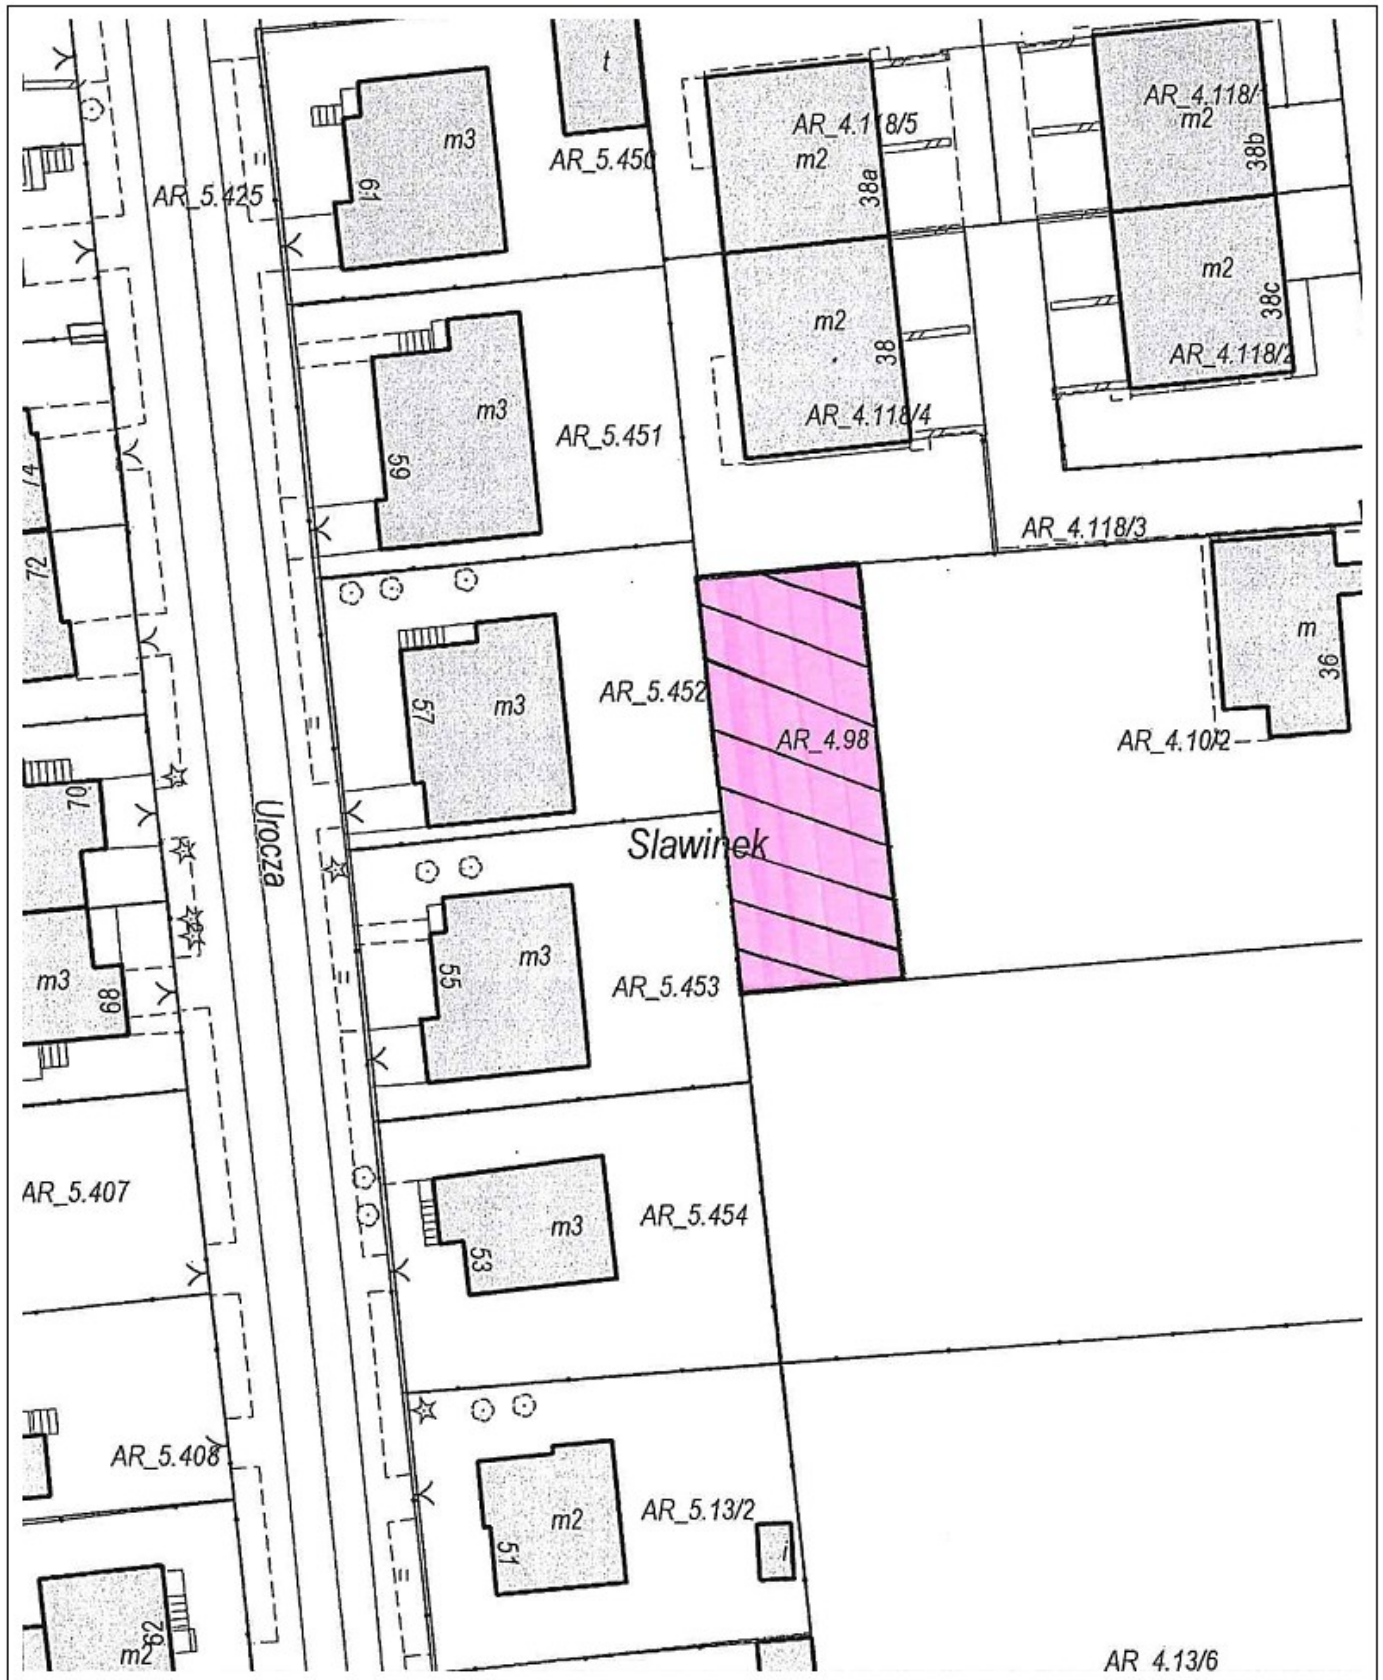 t
AR_4.118/
m2
38b
AR_4.118/5
m2
38a
m3
61
AR_5.450
AR_5.425
m2
38c
AR_4.118/2
m2
38
AR_4.118/4
m3
59
AR_5.451
AR_4.118/3
74
72
m
36
AR_5.452
m3
57
AR_4.98
AR_4.10/2
70
Urocza
Slawinek
m3
68
m3
55
AR_5.453
AR_5.407
m3
53
AR_5.454
AR_5.408
m2
51
AR_5.13/2
i
m2
62
AR_4.13/6